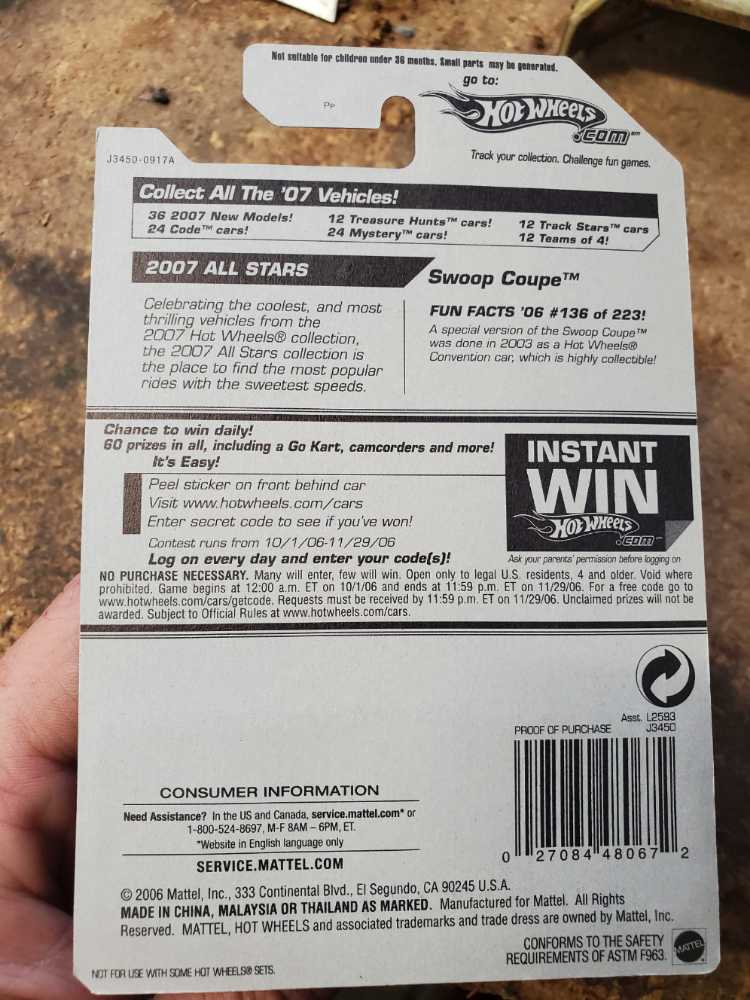 Not suitable for children under 36 months. Small parts may be generated.
go to:
PP
HOT WHEELS
.COM™
Track your collection. Challenge fun games.
J3450-0917A
Collect All The '07 Vehicles!
36 2007 New Models!
24 Code™ cars!
12 Treasure Hunts™ cars!
24 Mystery™ cars!
12 Track Stars™ cars
12 Teams of 4!
2007 ALL STARS
Celebrating the coolest, and most
thrilling vehicles from the
2007 Hot Wheels® collection,
the 2007 All Stars collection is
the place to find the most popular
rides with the sweetest speeds.
Swoop Coupe™
FUN FACTS '06 #136 of 223!
A special version of the Swoop Coupe™
was done in 2003 as a Hot Wheels®
Convention car, which is highly collectible!
Chance to win daily!
60 prizes in all, including a Go Kart, camcorders and more!
It's Easy!
Peel sticker on front behind car
Visit www.hotwheels.com/cars
Enter secret code to see if you've won!
Contest runs from 10/1/06-11/29/06
Log on every day and enter your code(s)!
INSTANT
WIN
HOT WHEELS
.COM™
Ask your parents' permission before logging on
NO PURCHASE NECESSARY. Many will enter, few will win. Open only to legal U.S. residents, 4 and older. Void where
prohibited. Game begins at 12:00 a.m. ET on 10/1/06 and ends at 11:59 p.m. ET on 11/29/06. For a free code go to
www.hotwheels.com/cars/getcode. Requests must be received by 11:59 p.m. ET on 11/29/06. Unclaimed prizes will not be
awarded. Subject to Official Rules at www.hotwheels.com/cars.
Asst. L2593
J3450
PROOF OF PURCHASE
0 27084 48067 2
CONSUMER INFORMATION
Need Assistance? In the US and Canada, service.mattel.com* or
1-800-524-8697, M-F 8AM – 6PM, ET.
*Website in English language only
SERVICE.MATTEL.COM
© 2006 Mattel, Inc., 333 Continental Blvd., El Segundo, CA 90245 U.S.A.
MADE IN CHINA, MALAYSIA OR THAILAND AS MARKED. Manufactured for Mattel. All Rights
Reserved. MATTEL, HOT WHEELS and associated trademarks and trade dress are owned by Mattel, Inc.
CONFORMS TO THE SAFETY
REQUIREMENTS OF ASTM F963.
MATTEL
NOT FOR USE WITH SOME HOT WHEELS® SETS.